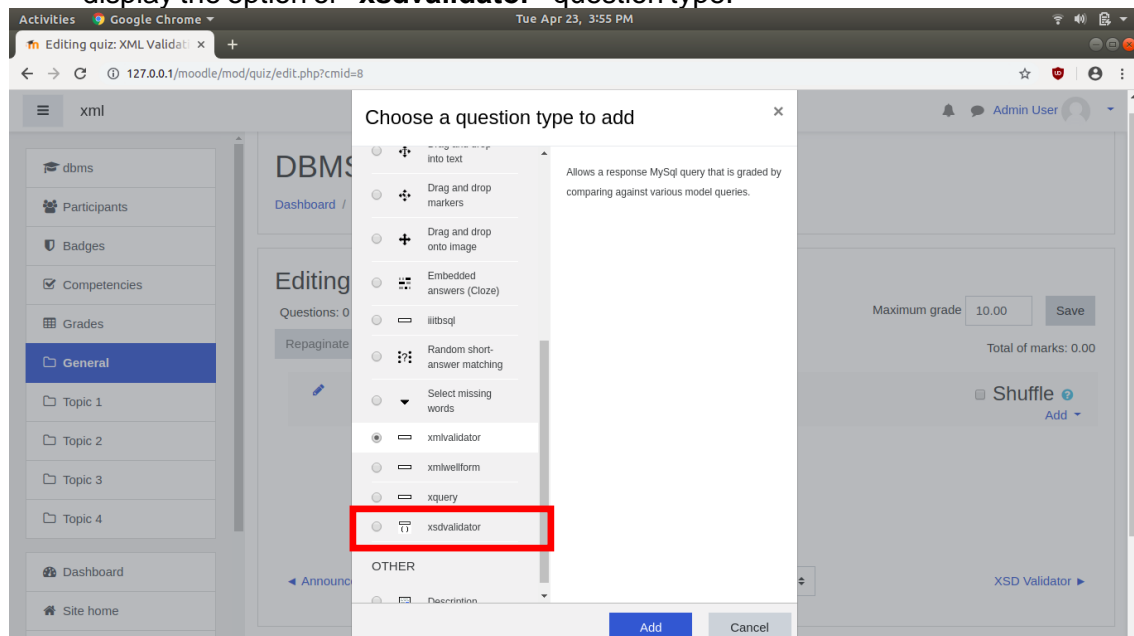 display the option of "xsdvalidator" question type.
Activities Google Chrome Tue Apr 23, 3:55 PM
Editing quiz: XML Validati × +
127.0.0.1/moodle/mod/quiz/edit.php?cmid=8
xml
Choose a question type to add ×
Admin User
dbms
Participants
Badges
Competencies
Grades
General
Topic 1
Topic 2
Topic 3
Topic 4
Dashboard
Site home
DBMS
Dashboard /
Editing
Questions: 0
Repaginate
Drag and drop
into text
Drag and drop
markers
Drag and drop
onto image
Embedded
answers (Cloze)
iiitbsql
Random short-
answer matching
Select missing
words
xmlvalidator
xmlwellform
xquery
xsdvalidator
OTHER
Description
Allows a response MySql query that is graded by
comparing against various model queries.
Add Cancel
Maximum grade 10.00 Save
Total of marks: 0.00
Shuffle
Add
◄ Announc
XSD Validator ►